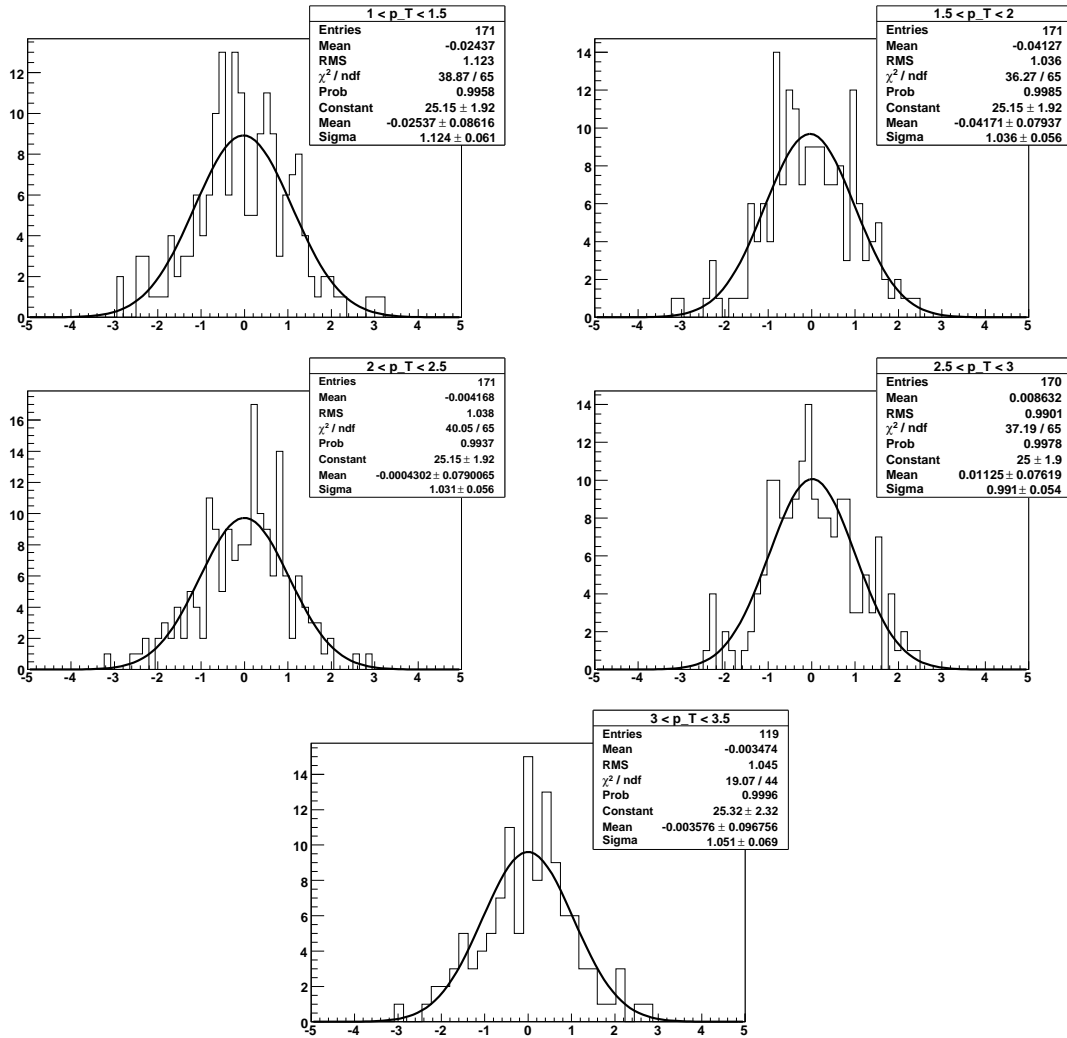 1 < p_T < 1.5
Entries 171
Mean -0.02437
RMS 1.123
χ² / ndf 38.87 / 65
Prob 0.9958
Constant 25.15 ± 1.92
Mean -0.02537 ± 0.08616
Sigma 1.124 ± 0.061
12
10
8
6
4
2
0
-5 -4 -3 -2 -1 0 1 2 3 4 5
1.5 < p_T < 2
Entries 171
Mean -0.04127
RMS 1.036
χ² / ndf 36.27 / 65
Prob 0.9985
Constant 25.15 ± 1.92
Mean -0.04171 ± 0.07937
Sigma 1.036 ± 0.056
14
12
10
8
6
4
2
0
-5 -4 -3 -2 -1 0 1 2 3 4 5
2 < p_T < 2.5
Entries 171
Mean -0.004168
RMS 1.038
χ² / ndf 40.05 / 65
Prob 0.9937
Constant 25.15 ± 1.92
Mean -0.0004302 ± 0.0790065
Sigma 1.031 ± 0.056
16
14
12
10
8
6
4
2
0
-5 -4 -3 -2 -1 0 1 2 3 4 5
2.5 < p_T < 3
Entries 170
Mean 0.008632
RMS 0.9901
χ² / ndf 37.19 / 65
Prob 0.9978
Constant 25 ± 1.9
Mean 0.01125 ± 0.07619
Sigma 0.991 ± 0.054
14
12
10
8
6
4
2
0
-5 -4 -3 -2 -1 0 1 2 3 4 5
3 < p_T < 3.5
Entries 119
Mean -0.003474
RMS 1.045
χ² / ndf 19.07 / 44
Prob 0.9996
Constant 25.32 ± 2.32
Mean -0.003576 ± 0.096756
Sigma 1.051 ± 0.069
14
12
10
8
6
4
2
0
-5 -4 -3 -2 -1 0 1 2 3 4 5